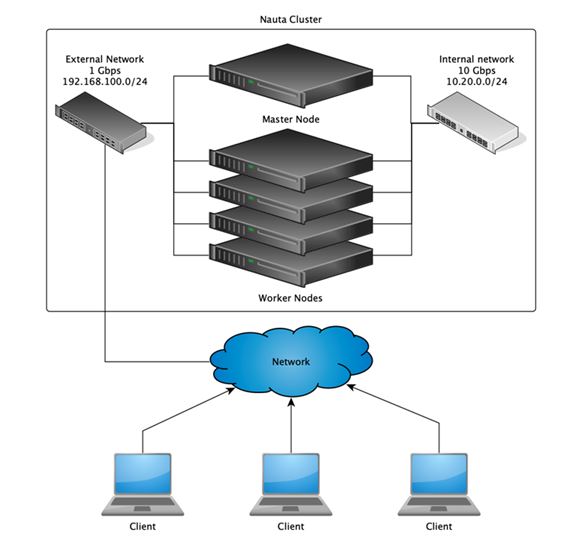 Nauta Cluster
External Network
1 Gbps
192.168.100.0/24
Internal network
10 Gbps
10.20.0.0/24
Master Node
Worker Nodes
Network
Client
Client
Client